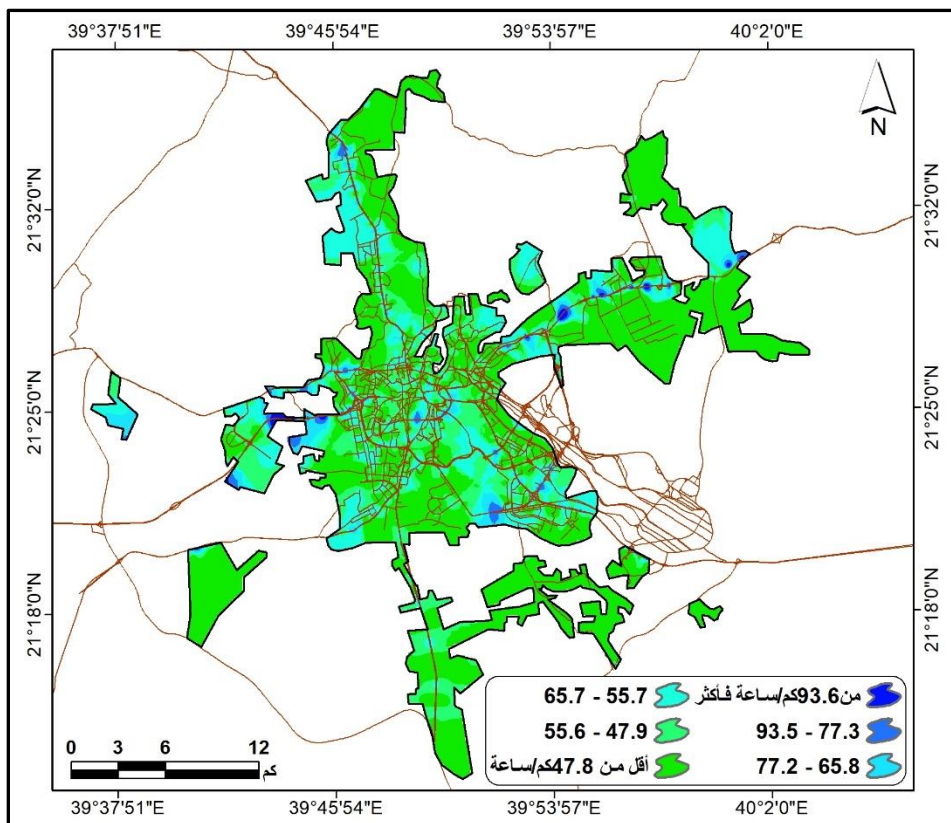 39°37'51"E 39°45'54"E 39°53'57"E 40°2'0"E
N
21°32'0"N 21°32'0"N
21°25'0"N 21°25'0"N
21°18'0"N 21°18'0"N
من93.6كم/ساعة فأكثر 55.7 - 65.7
77.3 - 93.5 47.9 - 55.6
65.8 - 77.2 أقل من 47.8كم/ساعة
0 3 6 12
كم
39°37'51"E 39°45'54"E 39°53'57"E 40°2'0"E